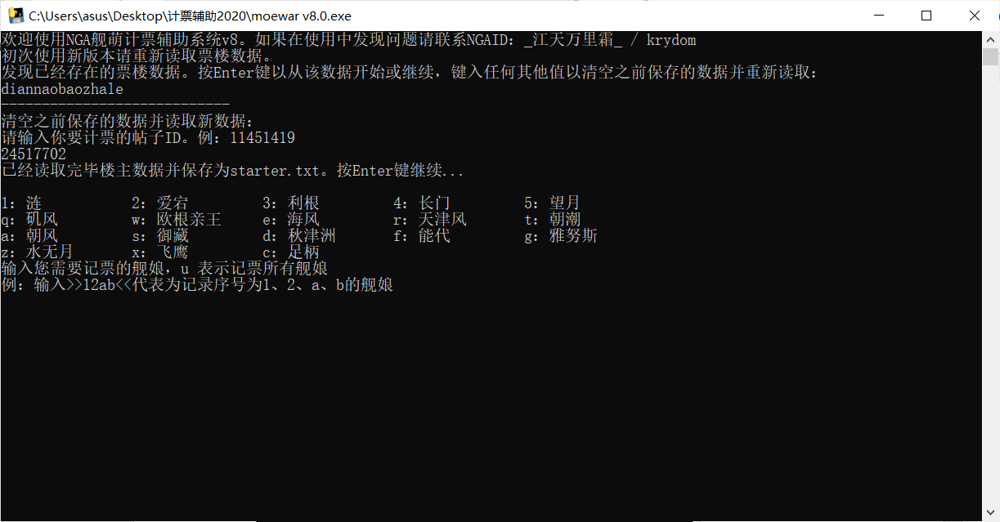 C:\Users\asus\Desktop\计票辅助2020\moewar v8.0.exe
欢迎使用NGA舰萌计票辅助系统v8。如果在使用中发现问题请联系NGAID：_江天万里霜_ / krydom
初次使用新版本请重新读取票楼数据。
发现已经存在的票楼数据。按Enter键以从该数据开始或继续，键入任何其他值以清空之前保存的数据并重新读取：
diannaobaozhale
----------------------------
清空之前保存的数据并读取新数据：
请输入你要计票的帖子ID。例：11451419
24517702
已经读取完毕楼主数据并保存为starter.txt。按Enter键继续...
1：涟 2：爱宕 3：利根 4：长门 5：望月
q：矶风 w：欧根亲王 e：海风 r：天津风 t：朝潮
a：朝风 s：御藏 d：秋津洲 f：能代 g：雅努斯
z：水无月 x：飞鹰 c：足柄
输入您需要记票的舰娘，u 表示记票所有舰娘
例：输入>>12ab<<代表为记录序号为1、2、a、b的舰娘